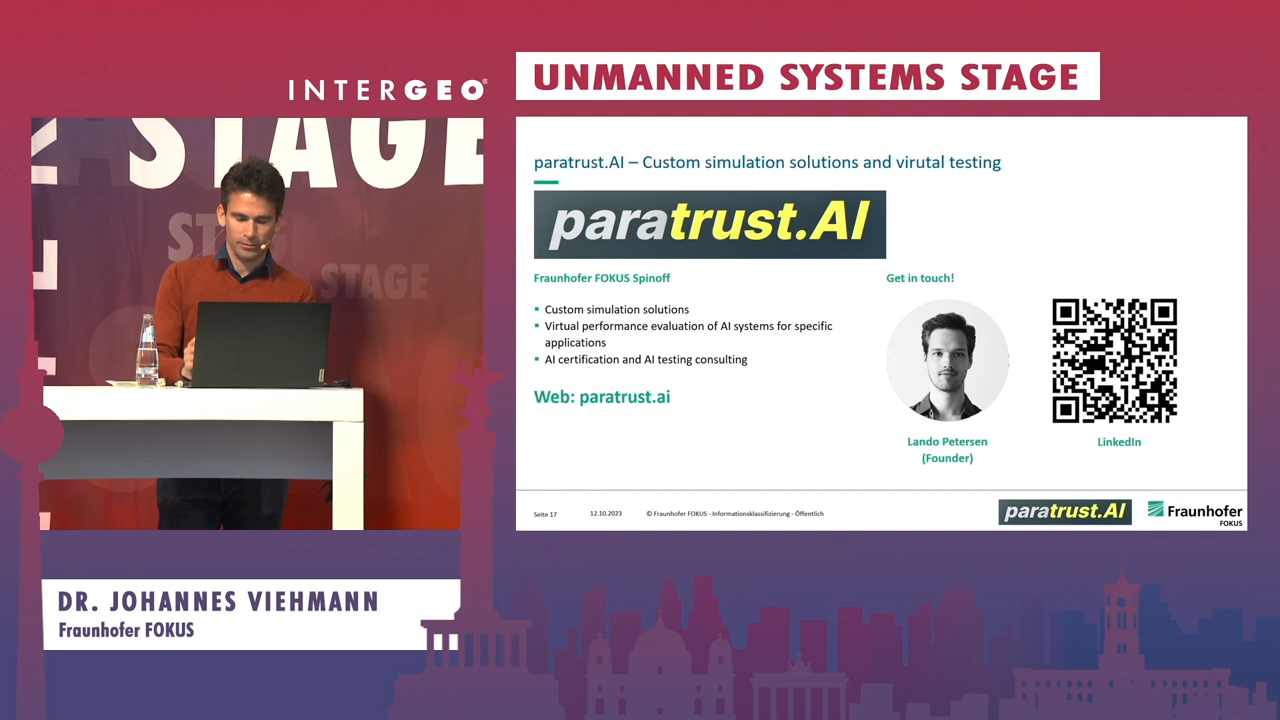 INTERGEO®
UNMANNED SYSTEMS STAGE
STAGE
STAGE
STAGE
paratrust.AI – Custom simulation solutions and virutal testing
paratrust.AI
Fraunhofer FOKUS Spinoff
Get in touch!
Custom simulation solutions
Virtual performance evaluation of AI systems for specific
applications
AI certification and AI testing consulting
Web: paratrust.ai
Lando Petersen
(Founder)
LinkedIn
Seite 17
12.10.2023
© Fraunhofer FOKUS - Informationsklassifizierung - Öffentlich
paratrust.AI
Fraunhofer
FOKUS
DR. JOHANNES VIEHMANN
Fraunhofer FOKUS